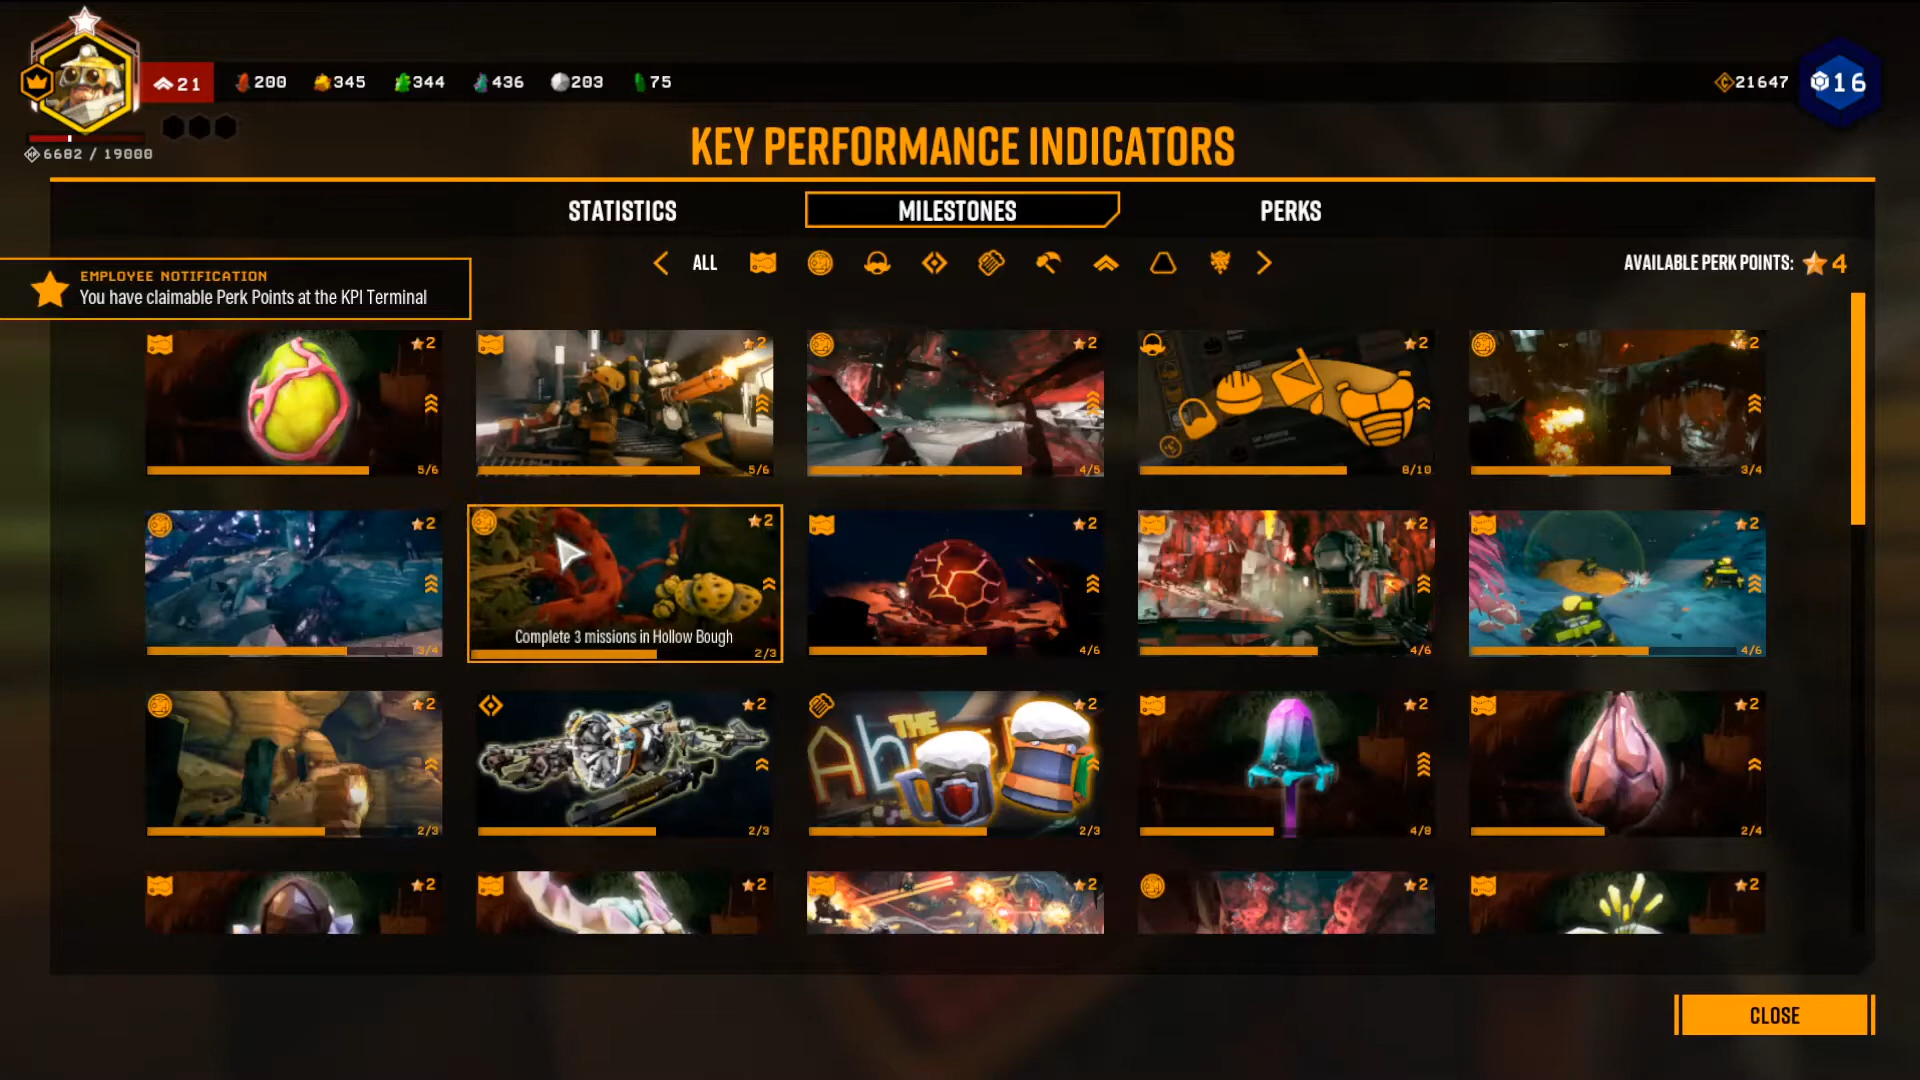 21 200 345 344 436 203 75 21647 16
6682 / 19000
KEY PERFORMANCE INDICATORS
STATISTICS MILESTONES PERKS
ALL AVAILABLE PERK POINTS: 4
EMPLOYEE NOTIFICATION
You have claimable Perk Points at the KPI Terminal
2 2 2 2 2
5/6 5/6 4/5 8/10 3/4
2 2 2 2 2
Complete 3 missions in Hollow Bough
3/4 2/3 4/6 4/6 4/6
2 2 2 2 2
THE
Ab
2/3 2/3 2/3 4/8 2/4
2 2 2 2 2
CLOSE